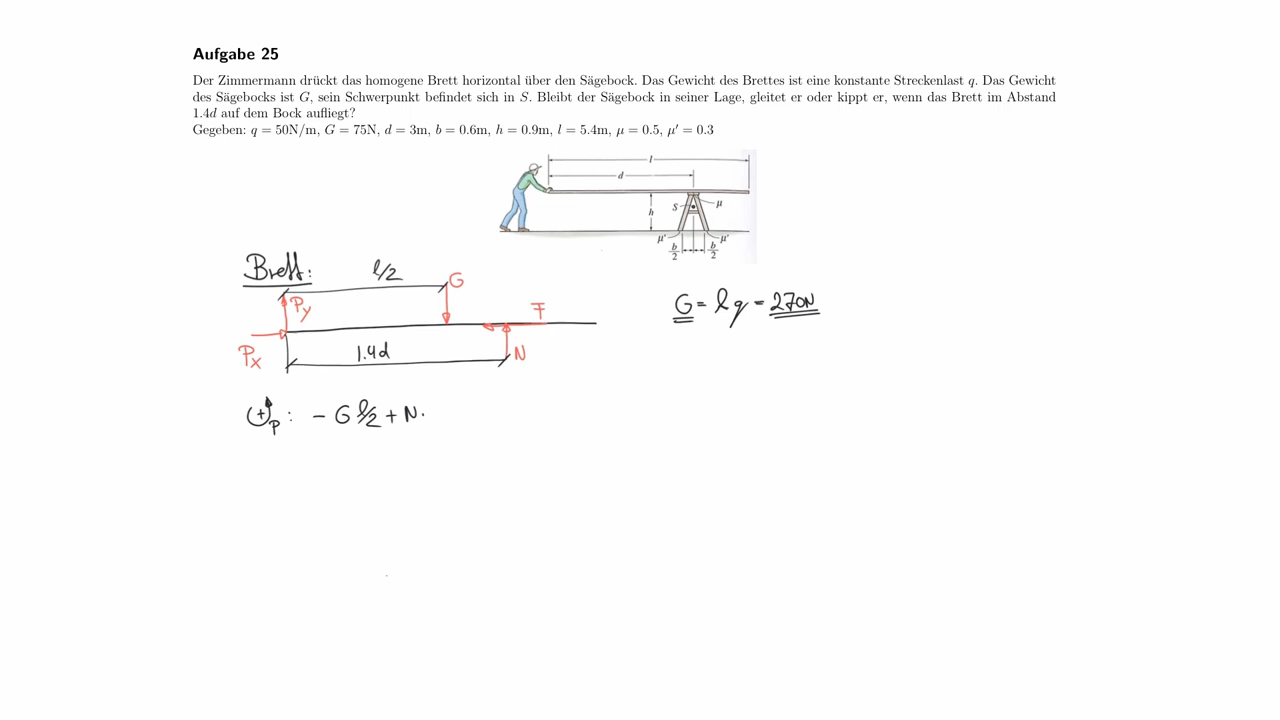 Aufgabe 25
Der Zimmermann drückt das homogene Brett horizontal über den Sägebock. Das Gewicht des Brettes ist eine konstante Streckenlast q. Das Gewicht
des Sägebocks ist G, sein Schwerpunkt befindet sich in S. Bleibt der Sägebock in seiner Lage, gleitet er oder kippt er, wenn das Brett im Abstand
1.4d auf dem Bock aufliegt?
Gegeben: q = 50N/m, G = 75N, d = 3m, b = 0.6m, h = 0.9m, l = 5.4m, μ = 0.5, μ′ = 0.3
l
d
S
μ
h
μ′
μ′
b/2
b/2
Brett:
l/2
G
Py
F
G = lq = 270N
Px
1.4d
N
+ P : - G l/2 + N·